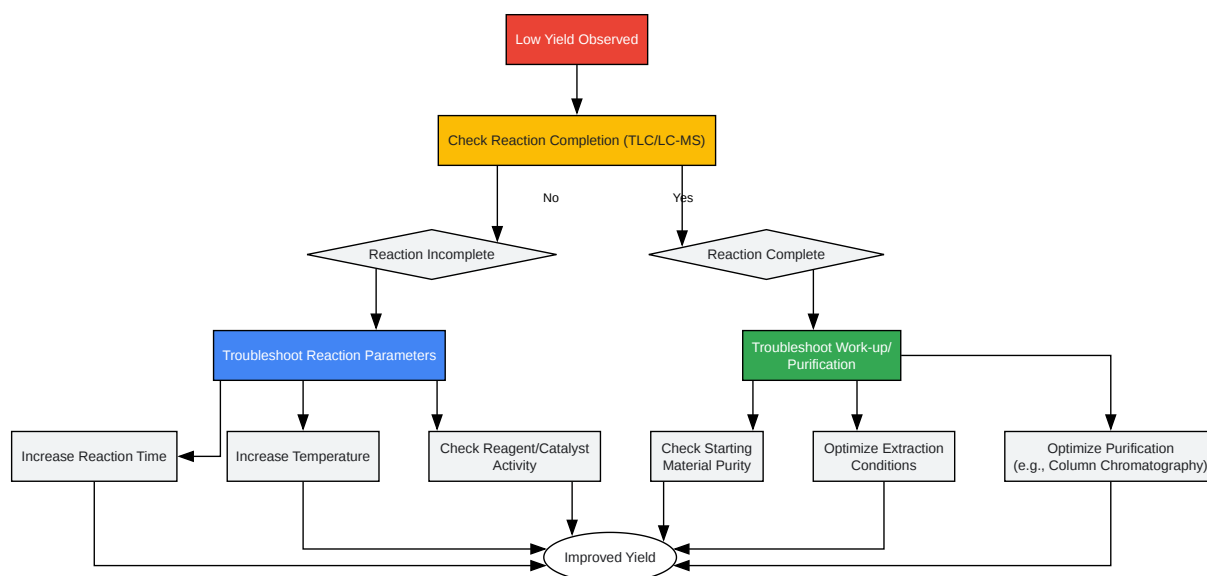 Low Yield Observed
Check Reaction Completion (TLC/LC-MS)
No
Yes
Reaction Incomplete
Reaction Complete
Troubleshoot Reaction Parameters
Troubleshoot Work-up/
Purification
Increase Reaction Time
Increase Temperature
Check Reagent/Catalyst
Activity
Check Starting
Material Purity
Optimize Extraction
Conditions
Optimize Purification
(e.g., Column Chromatography)
Improved Yield